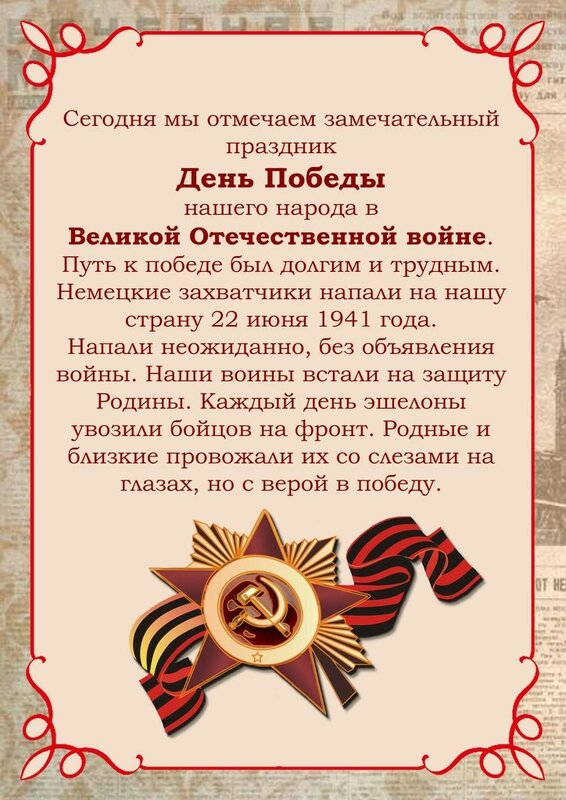 Сегодня мы отмечаем замечательный
праздник
День Победы
нашего народа в
Великой Отечественной войне.
Путь к победе был долгим и трудным.
Немецкие захватчики напали на нашу
страну 22 июня 1941 года.
Напали неожиданно, без объявления
войны. Наши воины встали на защиту
Родины. Каждый день эшелоны
увозили бойцов на фронт. Родные и
близкие провожали их со слезами на
глазах, но с верой в победу.